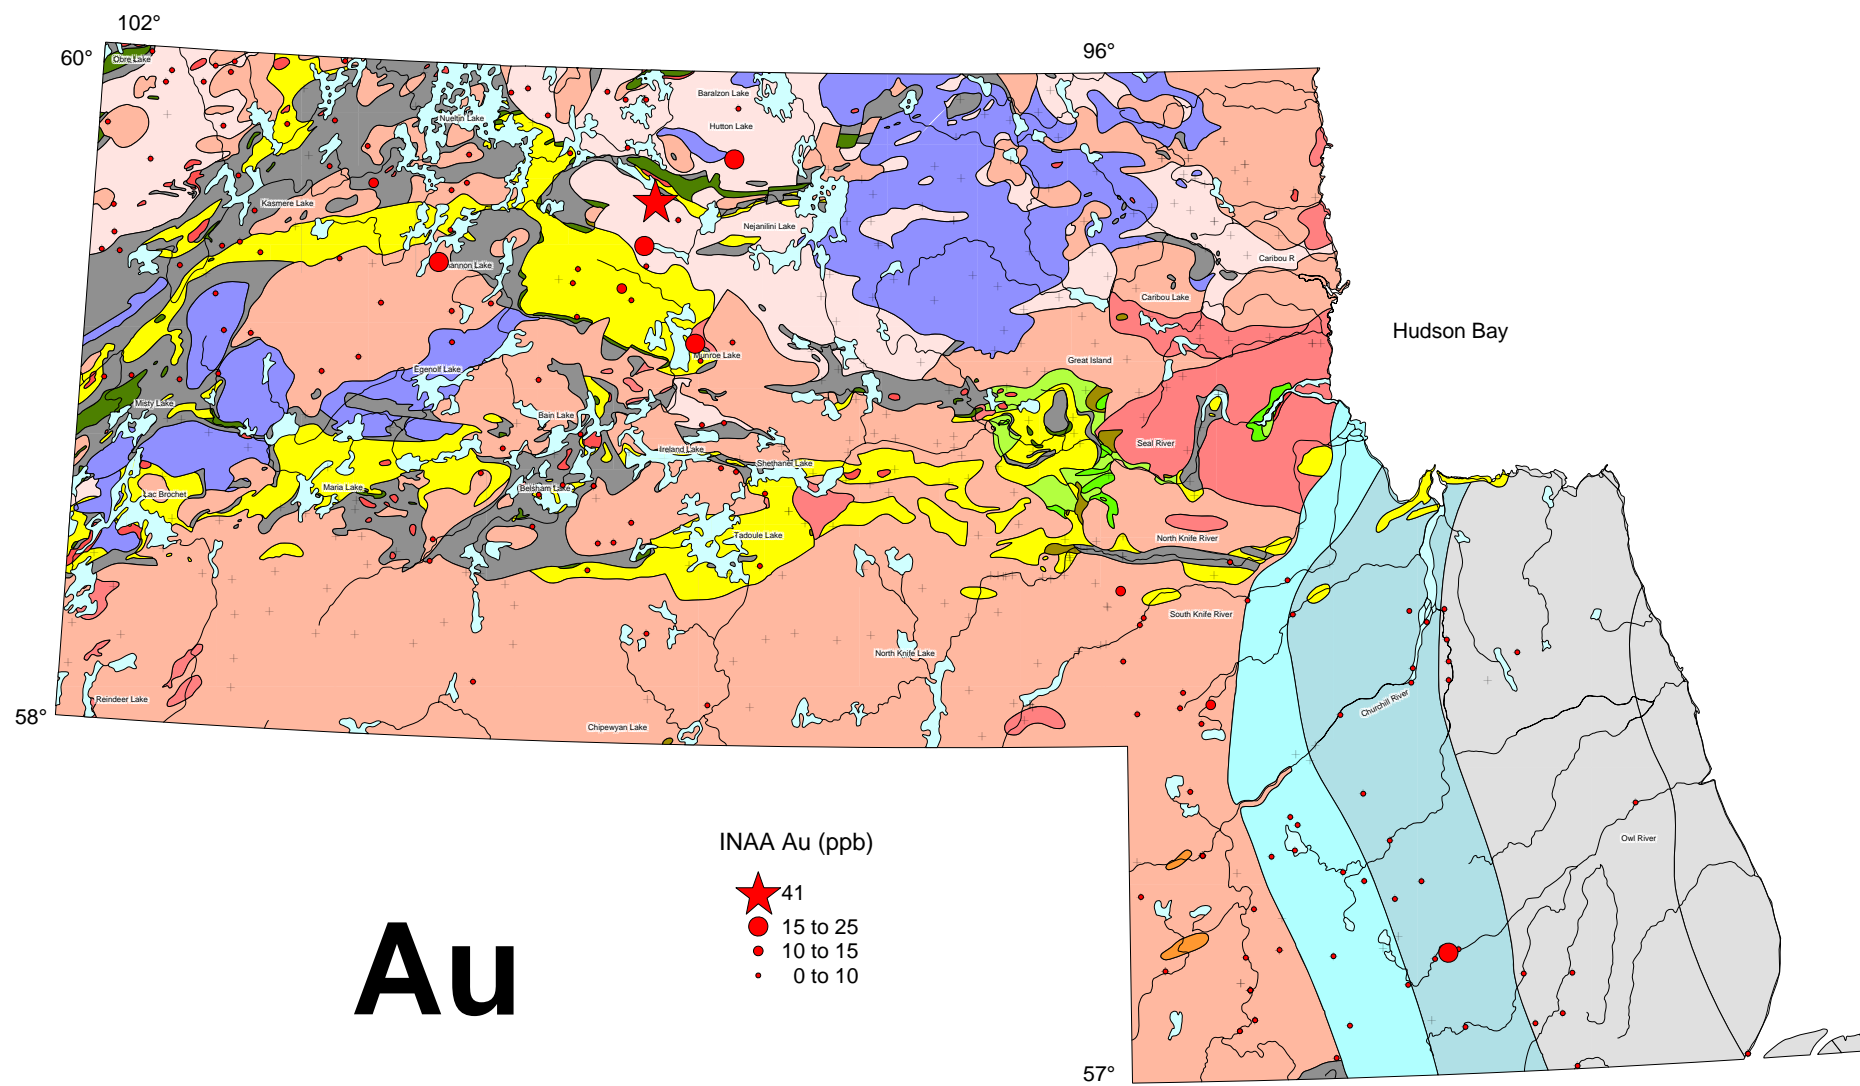 102°
60°
96°
Obre Lake
Baralzon Lake
Nueltin Lake
Hutton Lake
Kasmere Lake
Nejanilini Lake
Caribou R
annon Lake
Caribou Lake
Hudson Bay
Munroe Lake
Great Island
Egenolf Lake
Misty Lake
Bain Lake
Seal River
Ireland Lake
Shethanei Lake
Maria Lake
Belsham Lake
Lac Brochet
Tadoule Lake
North Knife River
South Knife River
North Knife Lake
Reindeer Lake
Churchill River
58°
Chipewyan Lake
INAA Au (ppb)
41
15 to 25
10 to 15
0 to 10
Au
Owl River
57°